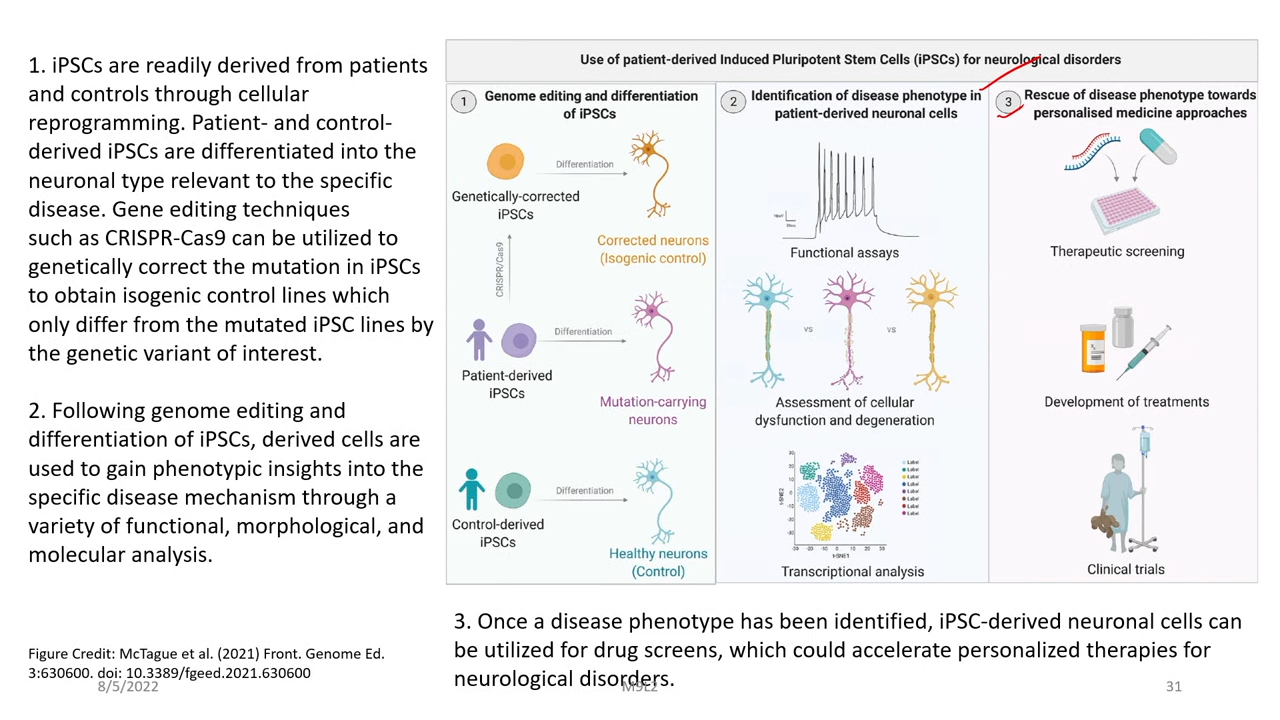 1. iPSCs are readily derived from patients
and controls through cellular
reprogramming. Patient- and control-
derived iPSCs are differentiated into the
neuronal type relevant to the specific
disease. Gene editing techniques
such as CRISPR-Cas9 can be utilized to
genetically correct the mutation in iPSCs
to obtain isogenic control lines which
only differ from the mutated iPSC lines by
the genetic variant of interest.
2. Following genome editing and
differentiation of iPSCs, derived cells are
used to gain phenotypic insights into the
specific disease mechanism through a
variety of functional, morphological, and
molecular analysis.
Figure Credit: McTague et al. (2021) Front. Genome Ed.
3:630600. doi: 10.3389/fgeed.2021.630600
Use of patient-derived Induced Pluripotent Stem Cells (iPSCs) for neurological disorders
1 Genome editing and differentiation
of iPSCs
Differentiation
Genetically-corrected
iPSCs
Corrected neurons
(Isogenic control)
CRISPR/Cas9
Differentiation
Patient-derived
iPSCs
Mutation-carrying
neurons
Differentiation
Control-derived
iPSCs
Healthy neurons
(Control)
2 Identification of disease phenotype in
patient-derived neuronal cells
Functional assays
vs vs
Assessment of cellular
dysfunction and degeneration
t-SNE2
t-SNE1
Label
Label
Label
Label
Label
Label
Label
Label
Transcriptional analysis
3 Rescue of disease phenotype towards
personalised medicine approaches
Therapeutic screening
Development of treatments
Clinical trials
3. Once a disease phenotype has been identified, iPSC-derived neuronal cells can
be utilized for drug screens, which could accelerate personalized therapies for
neurological disorders.
8/5/2022 M9L2 31